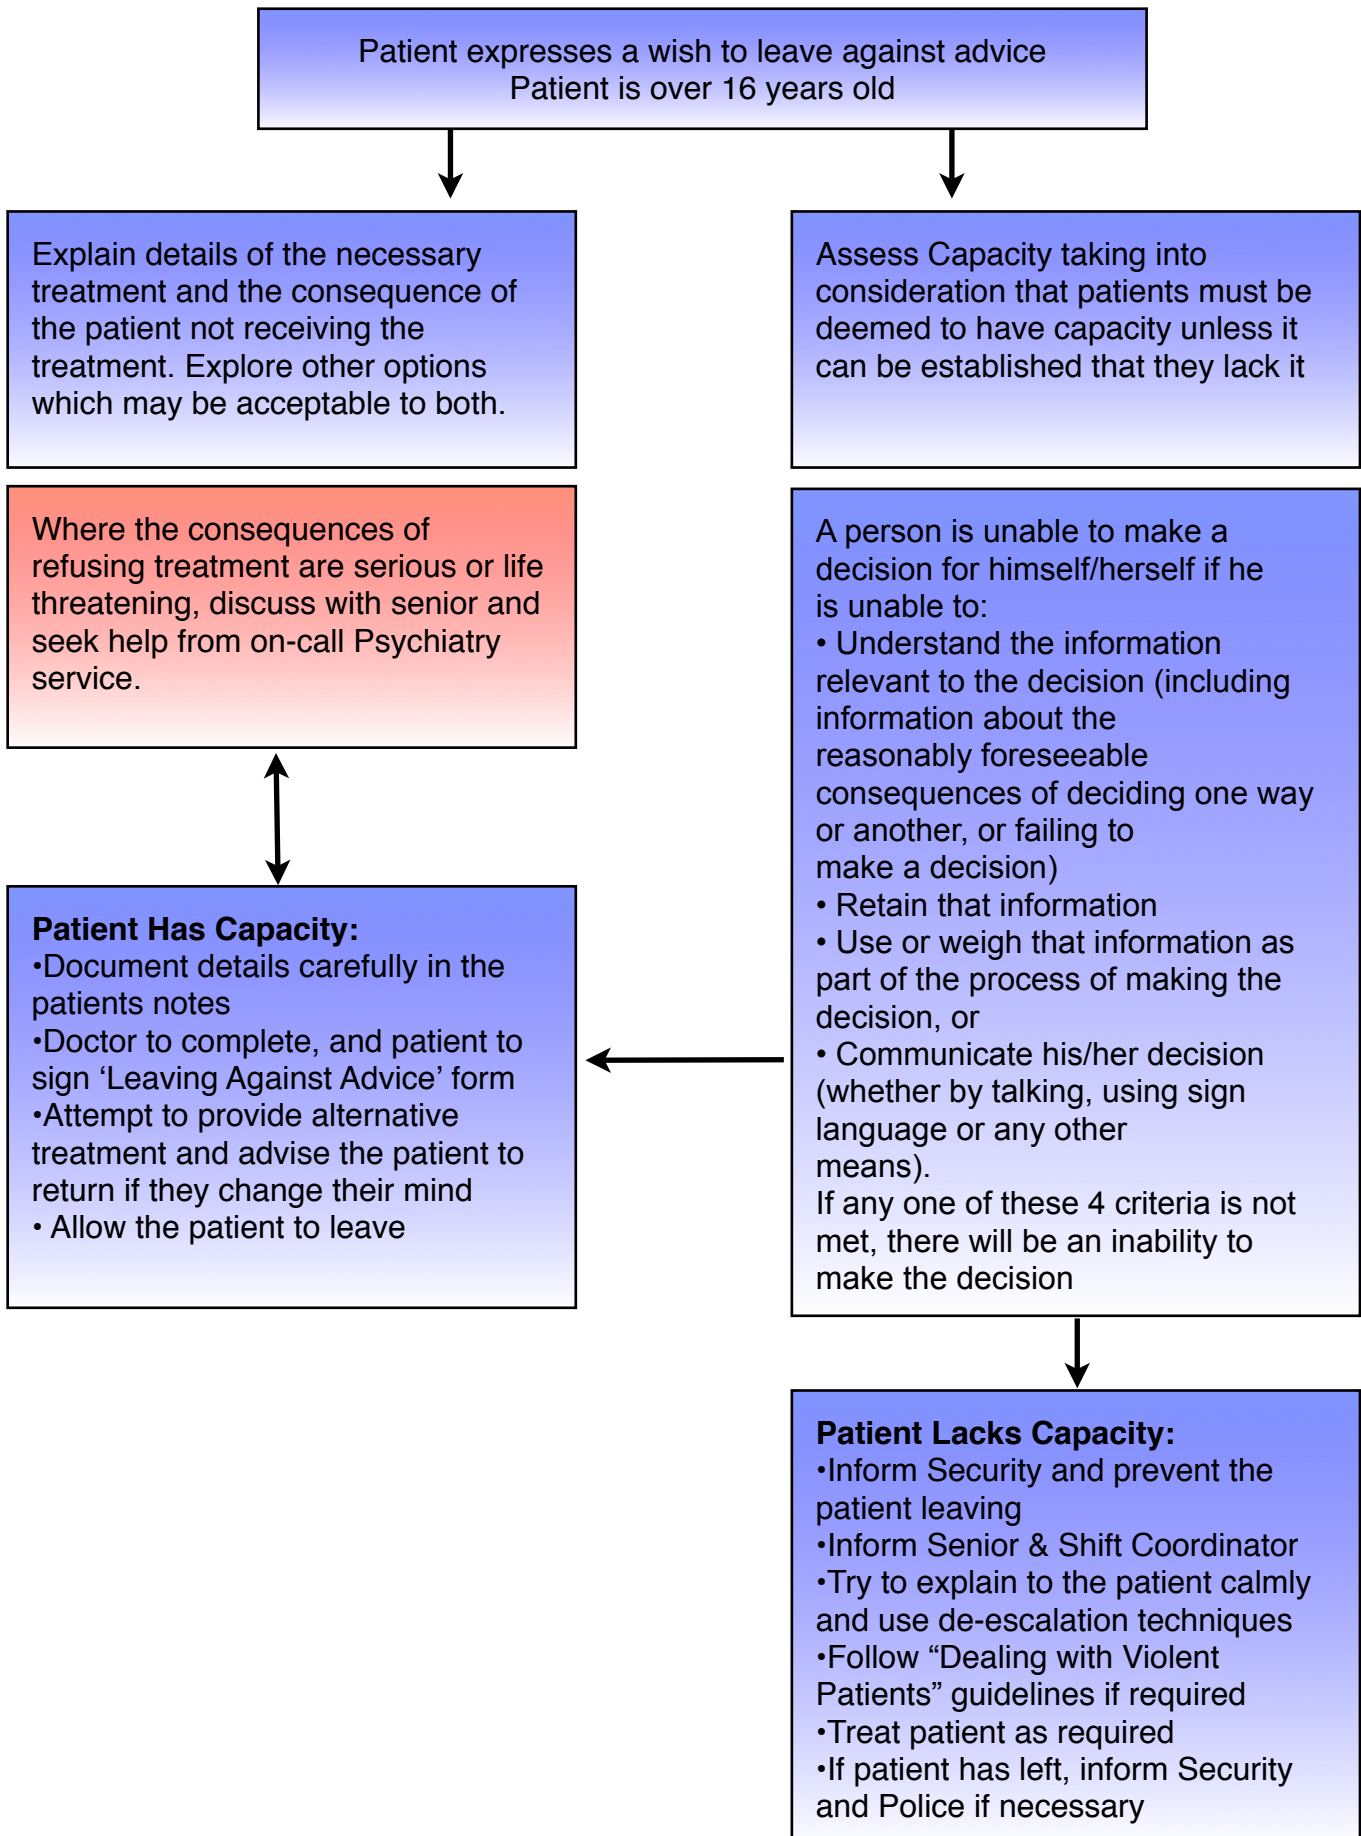 Patient expresses a wish to leave against advice
Patient is over 16 years old
Explain details of the necessary
treatment and the consequence of
the patient not receiving the
treatment. Explore other options
which may be acceptable to both.
Assess Capacity taking into
consideration that patients must be
deemed to have capacity unless it
can be established that they lack it
Where the consequences of
refusing treatment are serious or life
threatening, discuss with senior and
seek help from on-call Psychiatry
service.
A person is unable to make a
decision for himself/herself if he
is unable to:
• Understand the information
relevant to the decision (including
information about the
reasonably foreseeable
consequences of deciding one way
or another, or failing to
make a decision)
• Retain that information
• Use or weigh that information as
part of the process of making the
decision, or
• Communicate his/her decision
(whether by talking, using sign
language or any other
means).
If any one of these 4 criteria is not
met, there will be an inability to
make the decision
Patient Has Capacity:
•Document details carefully in the
patients notes
•Doctor to complete, and patient to
sign ‘Leaving Against Advice’ form
•Attempt to provide alternative
treatment and advise the patient to
return if they change their mind
• Allow the patient to leave
Patient Lacks Capacity:
•Inform Security and prevent the
patient leaving
•Inform Senior & Shift Coordinator
•Try to explain to the patient calmly
and use de-escalation techniques
•Follow “Dealing with Violent
Patients” guidelines if required
•Treat patient as required
•If patient has left, inform Security
and Police if necessary